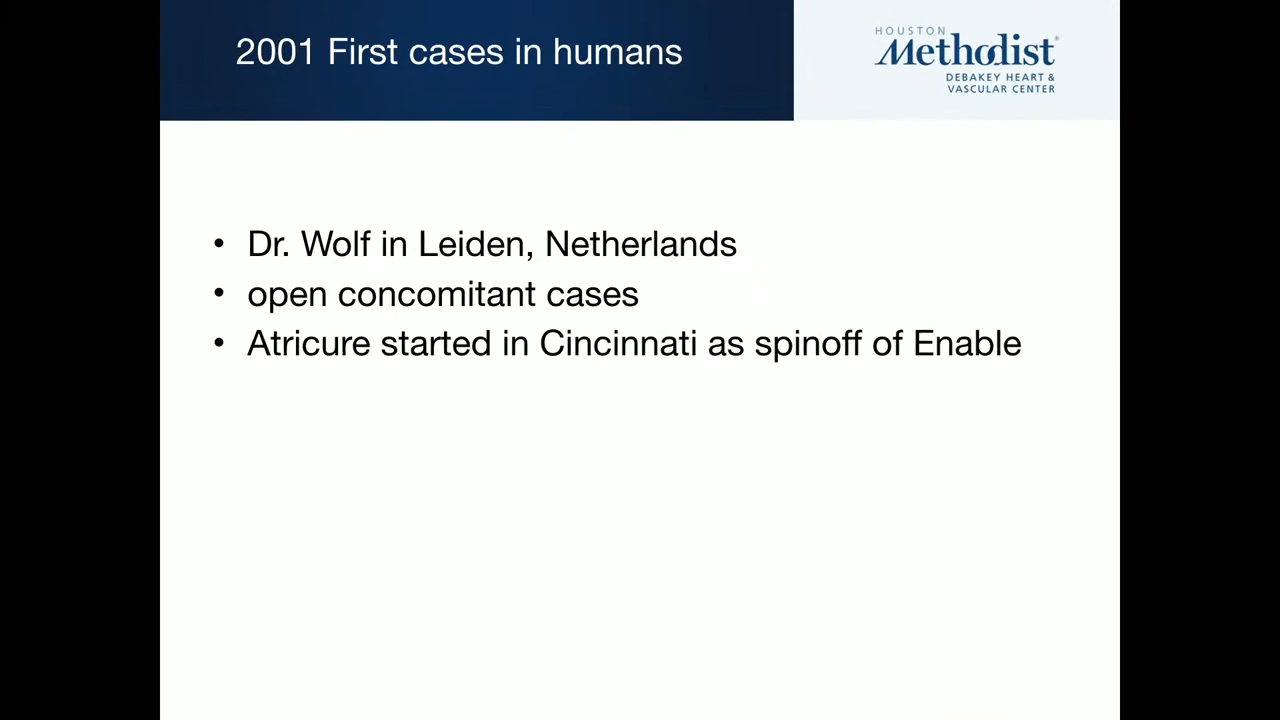 2001 First cases in humans
HOUSTON
Methodist®
DEBAKEY HEART &
VASCULAR CENTER
• Dr. Wolf in Leiden, Netherlands
• open concomitant cases
• Atricure started in Cincinnati as spinoff of Enable